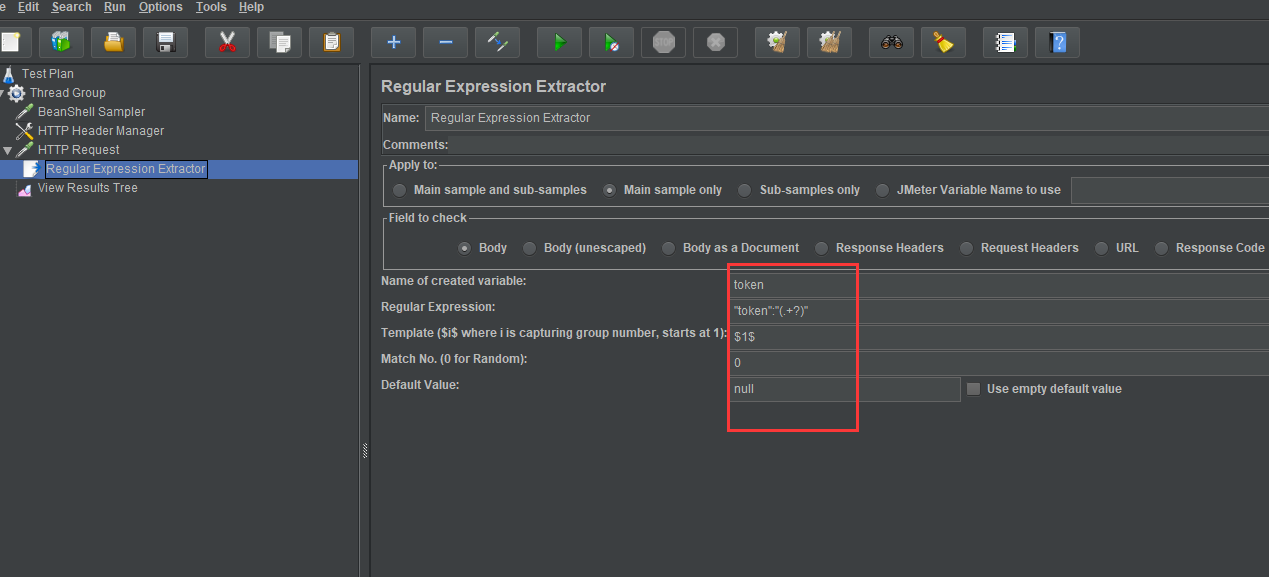 e Edit Search Run Options Tools Help
STOP
Test Plan
Thread Group
BeanShell Sampler
HTTP Header Manager
HTTP Request
Regular Expression Extractor
View Results Tree
Regular Expression Extractor
Name: Regular Expression Extractor
Comments:
Apply to:
Main sample and sub-samples Main sample only Sub-samples only JMeter Variable Name to use
Field to check
Body Body (unescaped) Body as a Document Response Headers Request Headers URL Response Code
Name of created variable: token
Regular Expression: "token":"(.+?)"
Template ($i$ where i is capturing group number, starts at 1): $1$
Match No. (0 for Random): 0
Default Value: null Use empty default value